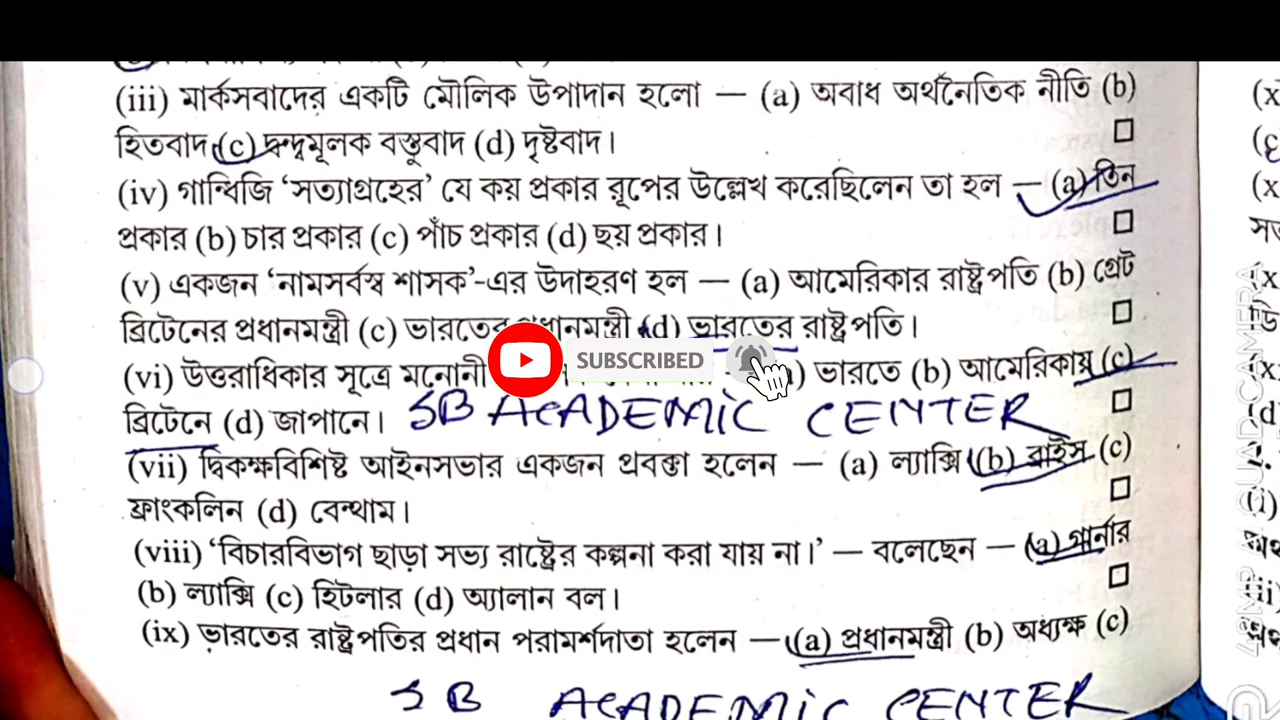 (iii) মার্কসবাদের একটি মৌলিক উপাদান হলো — (a) অবাধ অর্থনৈতিক নীতি (b)
হিতবাদ (c) দ্বন্দ্বমূলক বস্তুবাদ (d) দৃষ্টবাদ।
(iv) গান্ধিজি ‘সত্যাগ্রহের’ যে কয় প্রকার রূপের উল্লেখ করেছিলেন তা হল — (a) তিন
প্রকার (b) চার প্রকার (c) পাঁচ প্রকার (d) ছয় প্রকার।
(v) একজন ‘নামসর্বস্ব শাসক’-এর উদাহরণ হল — (a) আমেরিকার রাষ্ট্রপতি (b) গ্রেট
ব্রিটেনের প্রধানমন্ত্রী (c) ভারতের প্রধানমন্ত্রী (d) ভারতের রাষ্ট্রপতি।
SUBSCRIBED
(vi) উত্তরাধিকার সূত্রে ভারতে (b) আমেরিকায় (c)
ব্রিটেনে (d) জাপানে। SB ACADEMiC CENTER
(vii) দ্বিকক্ষবিশিষ্ট আইনসভার একজন প্রবক্তা হলেন — (a) ল্যাস্কি (b) ব্রাইস (c)
ফ্রাংকলিন (d) বেন্থাম।
(viii) ‘বিচারবিভাগ ছাড়া সভ্য রাষ্ট্রের কল্পনা করা যায় না।’ — বলেছেন — (a) গার্নার
(b) ল্যাস্কি (c) হিটলার (d) অ্যালান বল।
(ix) ভারতের রাষ্ট্রপতির প্রধান পরামর্শদাতা হলেন — (a) প্রধানমন্ত্রী (b) অধ্যক্ষ (c)
SB ACADEMiC CENTER
48MP AI QUAD CAMERA